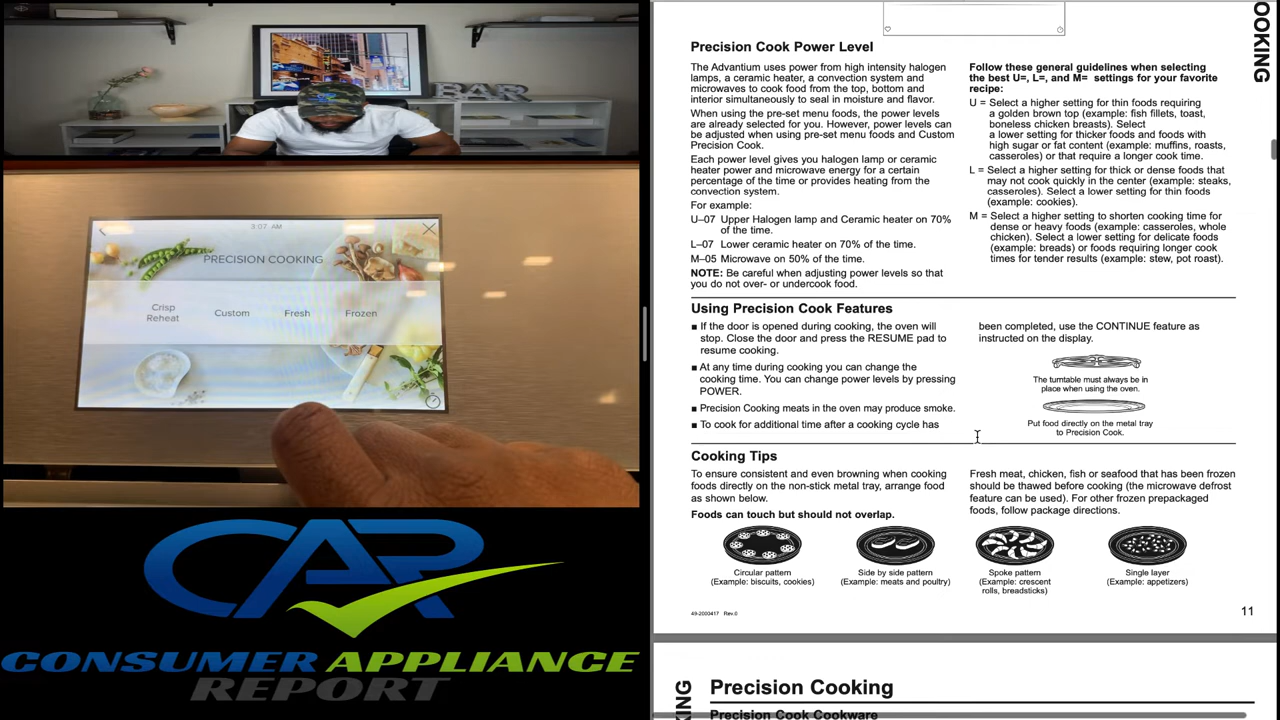 BAR
3:07 AM
PRECISION COOKING
Crisp
Reheat
Custom
Fresh
Frozen
CAR
CONSUMER APPLIANCE
REPORT
OOKING
Precision Cook Power Level
The Advantium uses power from high intensity halogen
lamps, a ceramic heater, a convection system and
microwaves to cook food from the top, bottom and
interior simultaneously to seal in moisture and flavor.
When using the pre-set menu foods, the power levels
are already selected for you. However, power levels can
be adjusted when using pre-set menu foods and Custom
Precision Cook.
Each power level gives you halogen lamp or ceramic
heater power and microwave energy for a certain
percentage of the time or provides heating from the
convection system.
For example:
U–07 Upper Halogen lamp and Ceramic heater on 70%
of the time.
L–07 Lower ceramic heater on 70% of the time.
M–05 Microwave on 50% of the time.
NOTE: Be careful when adjusting power levels so that
you do not over- or undercook food.
Follow these general guidelines when selecting
the best U=, L=, and M= settings for your favorite
recipe:
U = Select a higher setting for thin foods requiring
a golden brown top (example: fish fillets, toast,
boneless chicken breasts). Select
a lower setting for thicker foods and foods with
high sugar or fat content (example: muffins, roasts,
casseroles) or that require a longer cook time.
L = Select a higher setting for thick or dense foods that
may not cook quickly in the center (example: steaks,
casseroles). Select a lower setting for thin foods
(example: cookies).
M = Select a higher setting to shorten cooking time for
dense or heavy foods (example: casseroles, whole
chicken). Select a lower setting for delicate foods
(example: breads) or foods requiring longer cook
times for tender results (example: stew, pot roast).
Using Precision Cook Features
■ If the door is opened during cooking, the oven will
stop. Close the door and press the RESUME pad to
resume cooking.
■ At any time during cooking you can change the
cooking time. You can change power levels by pressing
POWER.
■ Precision Cooking meats in the oven may produce smoke.
■ To cook for additional time after a cooking cycle has
been completed, use the CONTINUE feature as
instructed on the display.
The turntable must always be in
place when using the oven.
Put food directly on the metal tray
to Precision Cook.
Cooking Tips
To ensure consistent and even browning when cooking
foods directly on the non-stick metal tray, arrange food
as shown below.
Foods can touch but should not overlap.
Fresh meat, chicken, fish or seafood that has been frozen
should be thawed before cooking (the microwave defrost
feature can be used). For other frozen prepackaged
foods, follow package directions.
Circular pattern
(Example: biscuits, cookies)
Side by side pattern
(Example: meats and poultry)
Spoke pattern
(Example: crescent
rolls, breadsticks)
Single layer
(Example: appetizers)
49-2000417 Rev.0
11
KING
Precision Cooking
Precision Cook Cookware